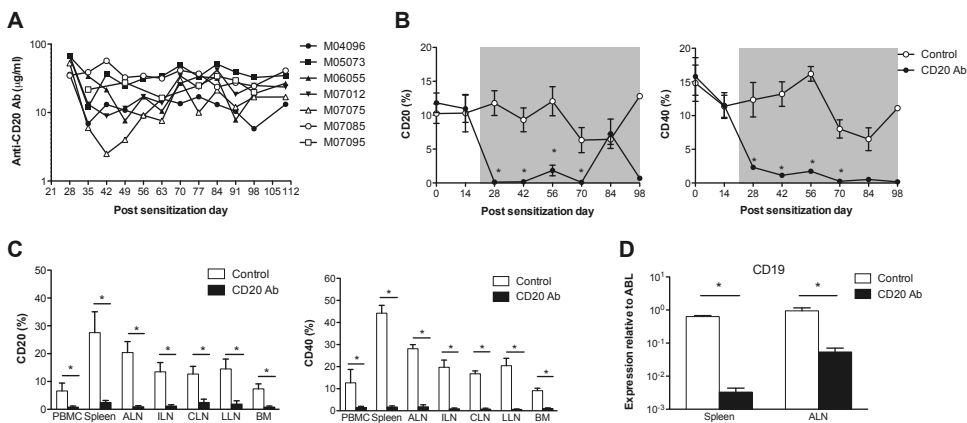 A
Anti-CD20 Ab (µg/ml)
100
10
1
21 28 35 42 49 56 63 70 77 84 91 98 105 112
Post sensitization day
M04096
M05073
M06055
M07012
M07075
M07085
M07095
B
CD20 (%)
20
15
10
5
0
0 14 28 42 56 70 84 98
Post sensitization day
* * * *
CD40 (%)
20
15
10
5
0
0 14 28 42 56 70 84 98
Post sensitization day
* * * *
Control
CD20 Ab
C
CD20 (%)
50
40
30
20
10
0
PBMC Spleen ALN ILN CLN LLN BM
* * * * * * *
Control
CD20 Ab
CD40 (%)
60
40
30
20
10
0
PBMC Spleen ALN ILN CLN LLN BM
* * * * * * *
Control
CD20 Ab
D
CD19
Expression relative to ABL
10¹
10⁰
10⁻¹
10⁻²
10⁻³
Spleen ALN
* *
Control
CD20 Ab